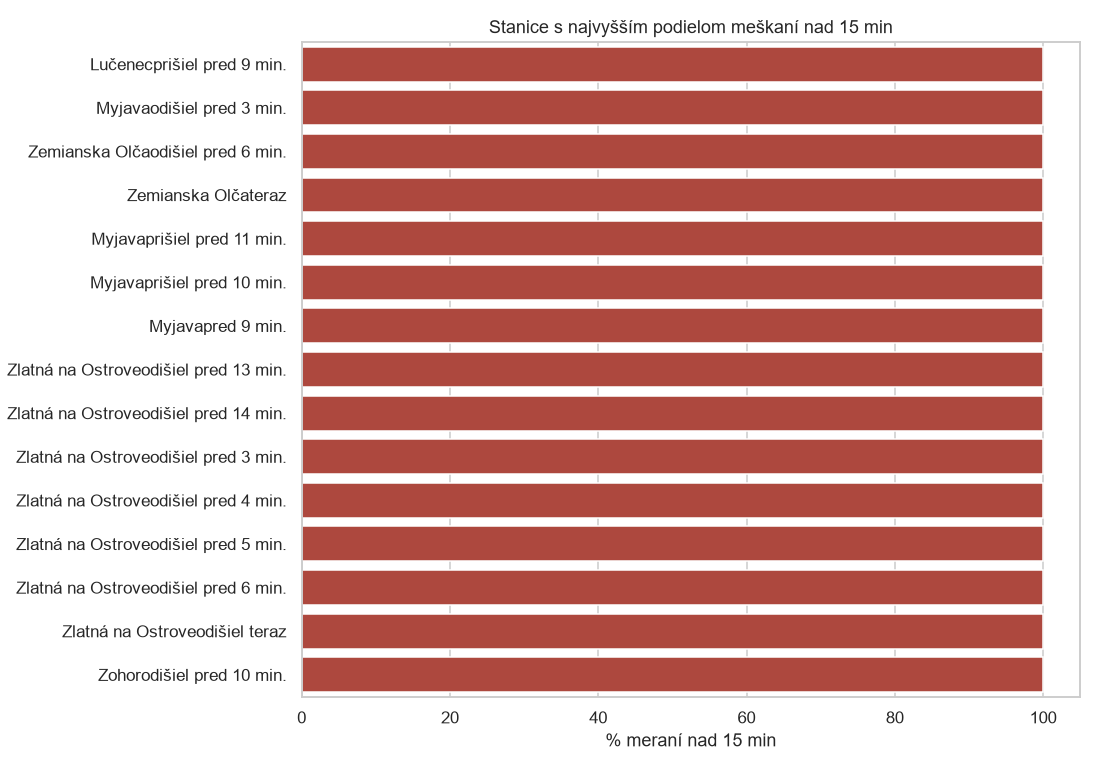 Stanice s najvyšším podielom meškaní nad 15 min
Lučenecprišiel pred 9 min.
Myjavaodišiel pred 3 min.
Zemianska Olčaodišiel pred 6 min.
Zemianska Olčateraz
Myjavaprišiel pred 11 min.
Myjavaprišiel pred 10 min.
Myjavapred 9 min.
Zlatná na Ostroveodišiel pred 13 min.
Zlatná na Ostroveodišiel pred 14 min.
Zlatná na Ostroveodišiel pred 3 min.
Zlatná na Ostroveodišiel pred 4 min.
Zlatná na Ostroveodišiel pred 5 min.
Zlatná na Ostroveodišiel pred 6 min.
Zlatná na Ostroveodišiel teraz
Zohorodišiel pred 10 min.
0 20 40 60 80 100
% meraní nad 15 min